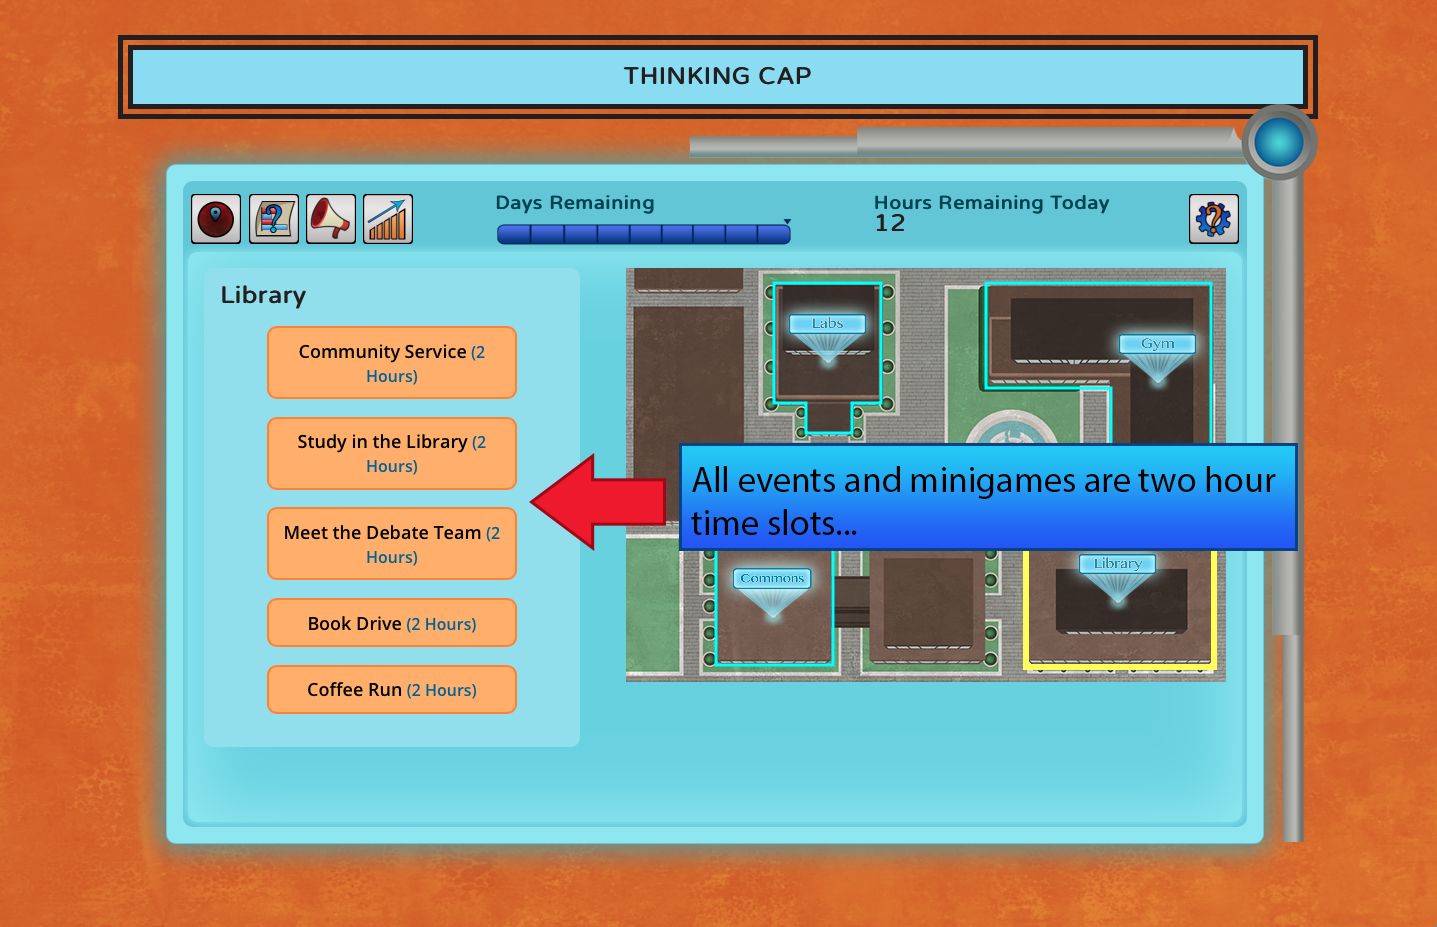 THINKING CAP
Days Remaining
Hours Remaining Today
12
Library
Community Service (2
Hours)
Study in the Library (2
Hours)
Meet the Debate Team (2
Hours)
Book Drive (2 Hours)
Coffee Run (2 Hours)
Labs
Gym
All events and minigames are two hour
time slots...
Commons
Library